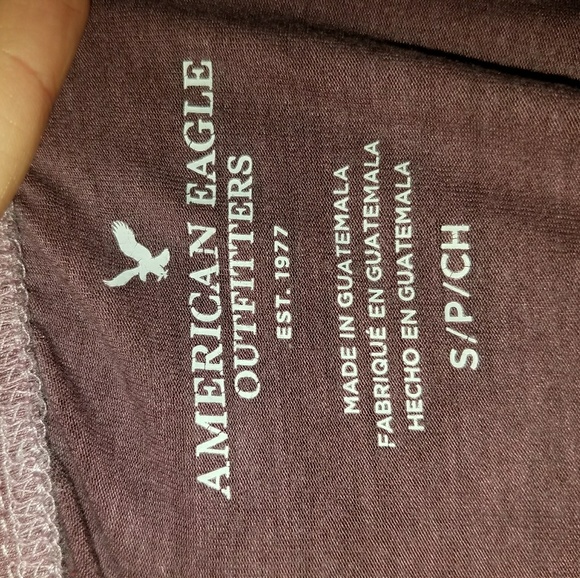 AMERICAN EAGLE
OUTFITTERS
EST. 1977
MADE IN GUATEMALA
FABRIQUÉ EN GUATEMALA
HECHO EN GUATEMALA
S/P/CH